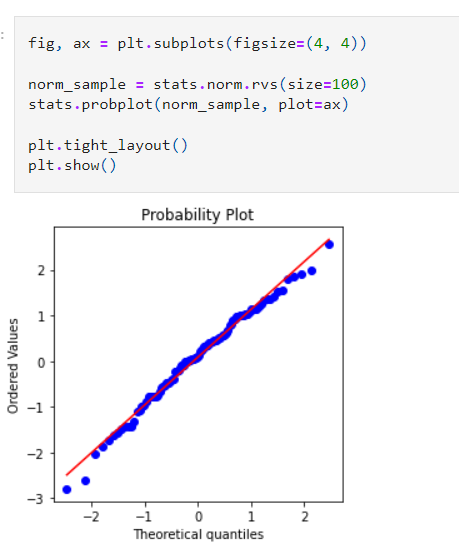 :
fig, ax = plt.subplots(figsize=(4, 4))
norm_sample = stats.norm.rvs(size=100)
stats.probplot(norm_sample, plot=ax)
plt.tight_layout()
plt.show()
Probability Plot
Ordered Values
2
1
0
−1
−2
−3
−2 −1 0 1 2
Theoretical quantiles